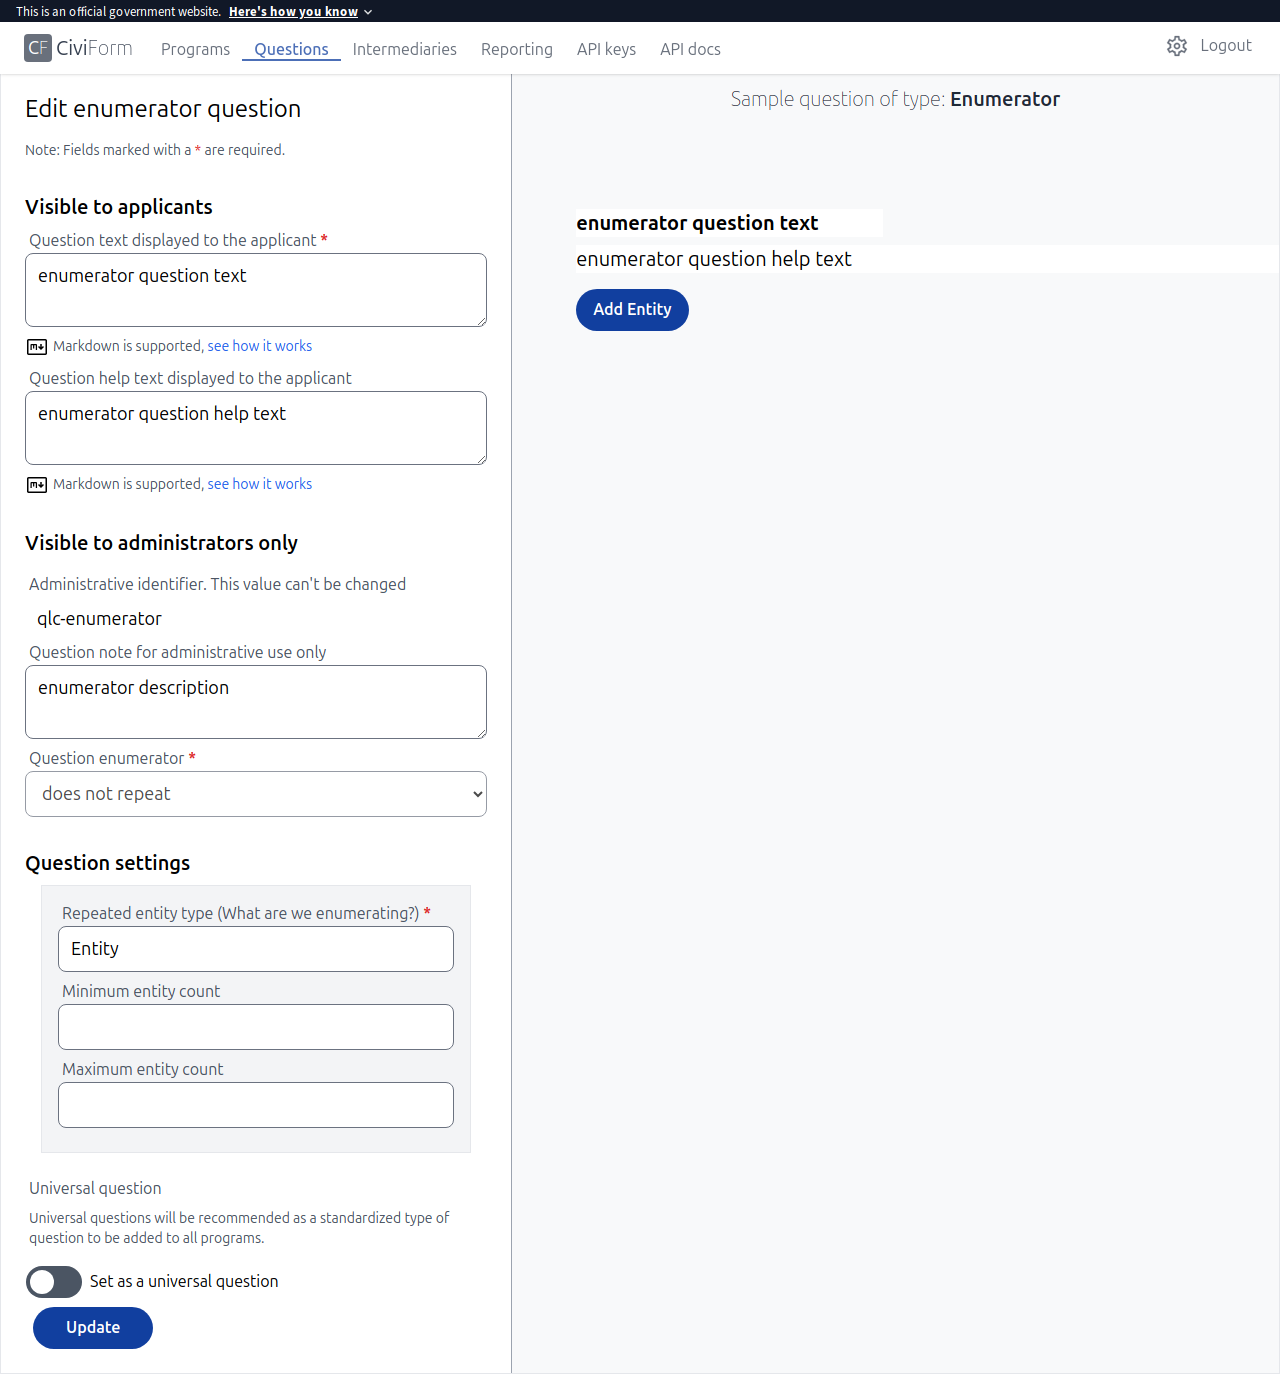 This is an official government website. Here's how you know
CF CiviForm Programs Questions Intermediaries Reporting API keys API docs Logout
Edit enumerator question
Note: Fields marked with a * are required.
Visible to applicants
Question text displayed to the applicant *
enumerator question text
Markdown is supported, see how it works
Question help text displayed to the applicant
enumerator question help text
Markdown is supported, see how it works
Visible to administrators only
Administrative identifier. This value can't be changed
qlc-enumerator
Question note for administrative use only
enumerator description
Question enumerator *
does not repeat
Question settings
Repeated entity type (What are we enumerating?) *
Entity
Minimum entity count
Maximum entity count
Universal question
Universal questions will be recommended as a standardized type of
question to be added to all programs.
Set as a universal question
Update
Sample question of type: Enumerator
enumerator question text
enumerator question help text
Add Entity